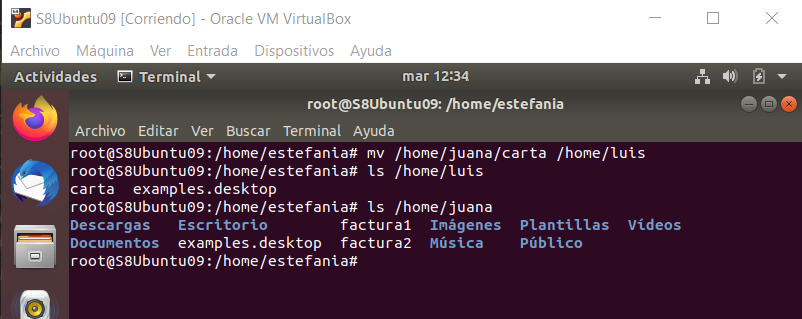 S8Ubuntu09 [Corriendo] - Oracle VM VirtualBox
Archivo Máquina Ver Entrada Dispositivos Ayuda
Actividades Terminal mar 12:34
root@S8Ubuntu09: /home/estefania
Archivo Editar Ver Buscar Terminal Ayuda
root@S8Ubuntu09:/home/estefania# mv /home/juana/carta /home/luis
root@S8Ubuntu09:/home/estefania# ls /home/luis
carta examples.desktop
root@S8Ubuntu09:/home/estefania# ls /home/juana
Descargas Escritorio factura1 Imágenes Plantillas Vídeos
Documentos examples.desktop factura2 Música Público
root@S8Ubuntu09:/home/estefania#